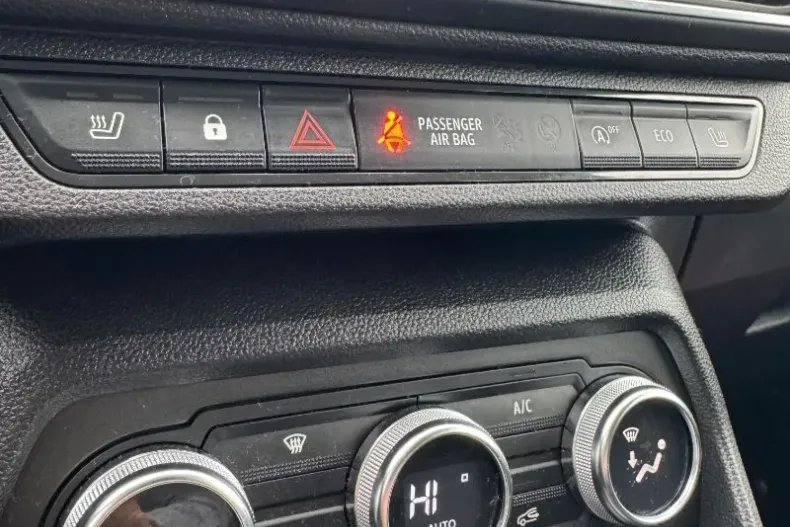 PASSENGER
AIR BAG
A OFF
ECO
A/C
HI
AUTO